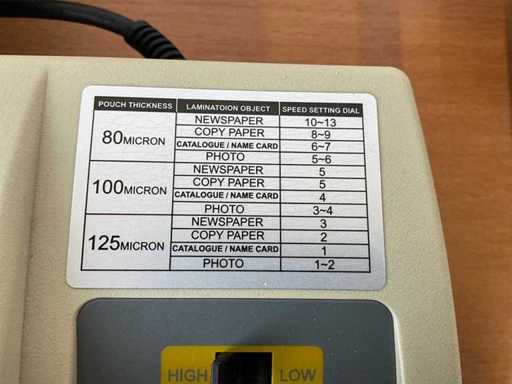 POUCH THICKNESS LAMINATOION OBJECT SPEED SETTING DIAL
80MICRON
NEWSPAPER 10~13
COPY PAPER 8~9
CATALOGUE / NAME CARD 6~7
PHOTO 5~6
100MICRON
NEWSPAPER 5
COPY PAPER 5
CATALOGUE / NAME CARD 4
PHOTO 3~4
125MICRON
NEWSPAPER 3
COPY PAPER 2
CATALOGUE / NAME CARD 1
PHOTO 1~2
HIGH LOW